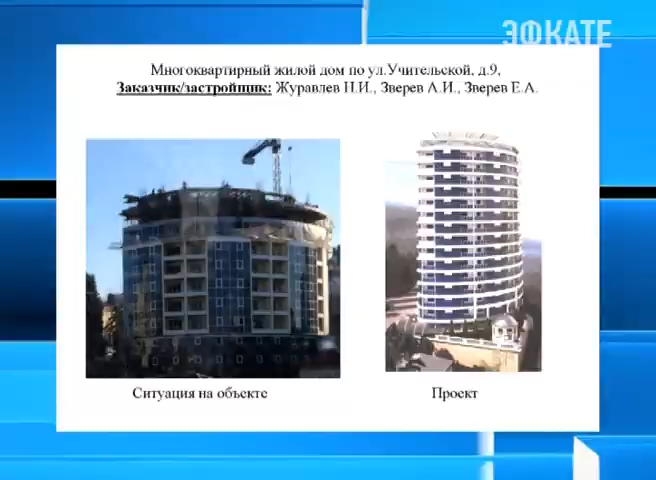 ЭФКАТЕ
Многоквартирный жилой дом по ул.Учительской, д.9,
Заказчик/застройщик: Журавлев Н.И., Зверев А.И., Зверев Е.А.
Ситуация на объекте
Проект